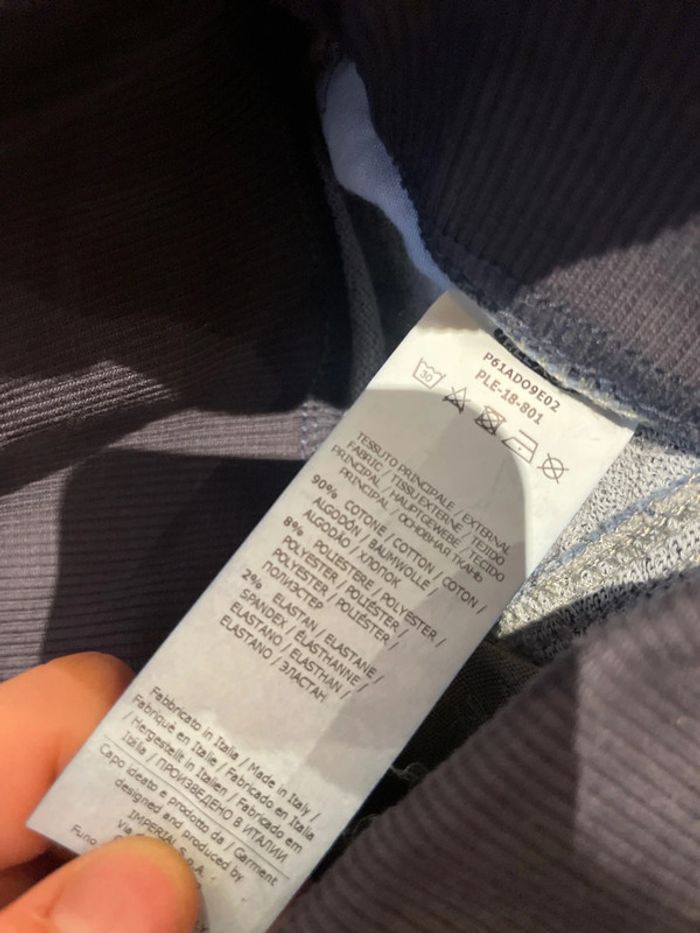 P61ADO9E02
PLE-18-801
30
TESSUTO PRINCIPALE / EXTERNAL
FABRIC / TISSU EXTERNE / TEJIDO
PRINCIPAL / HAUPTGEWEBE / TECIDO
PRINCIPAL / ОСНОВНАЯ ТКАНЬ
90% COTONE / COTTON / COTON /
ALGODÓN / BAUMWOLLE /
ALGODÃO / ХЛОПОК
8% POLIESTERE / POLYESTER /
POLYESTER / POLIÉSTER /
POLYESTER / POLIÉSTER /
ПОЛИЭСТЕР
2% ELASTAN / ELASTANE /
SPANDEX / ÉLASTHANNE /
ELASTANO / ELASTHAN /
ELASTANO / ЭЛАСТАН
Fabbricato in Italia / Made in Italy /
Fabriqué en Italie / Fabricado en Italia
/ Hergestellt in Italien / Fabricado em
Itália / ПРОИЗВЕДЕНО В ИТАЛИИ
Capo ideato e prodotto da / Garment
designed and produced by
IMPERIAL S.P.A.
Via
Funo